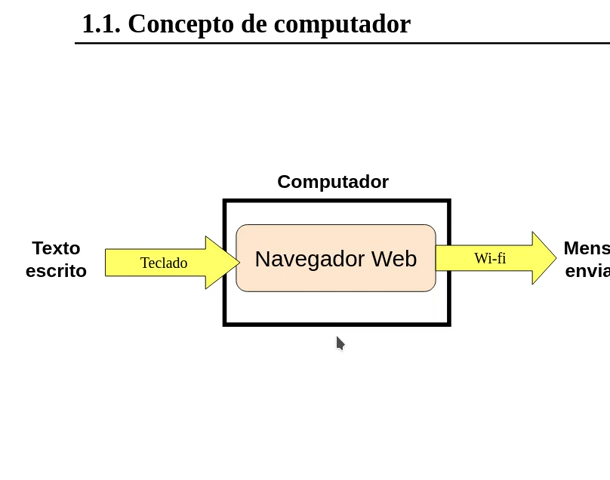 1.1. Concepto de computador
Computador
Texto
escrito
Teclado
Navegador Web
Wi-fi